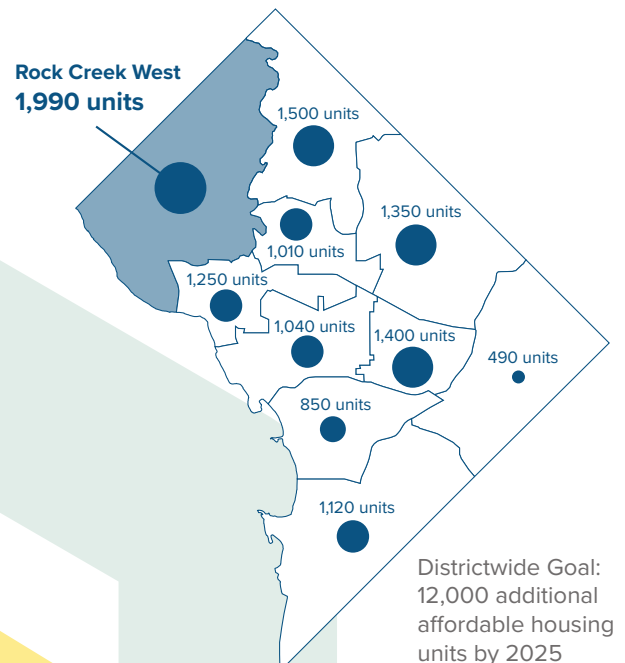 Rock Creek West
1,990 units
1,500 units
1,350 units
1,010 units
1,250 units
1,040 units
1,400 units
490 units
850 units
1,120 units
Districtwide Goal:
12,000 additional
affordable housing
units by 2025